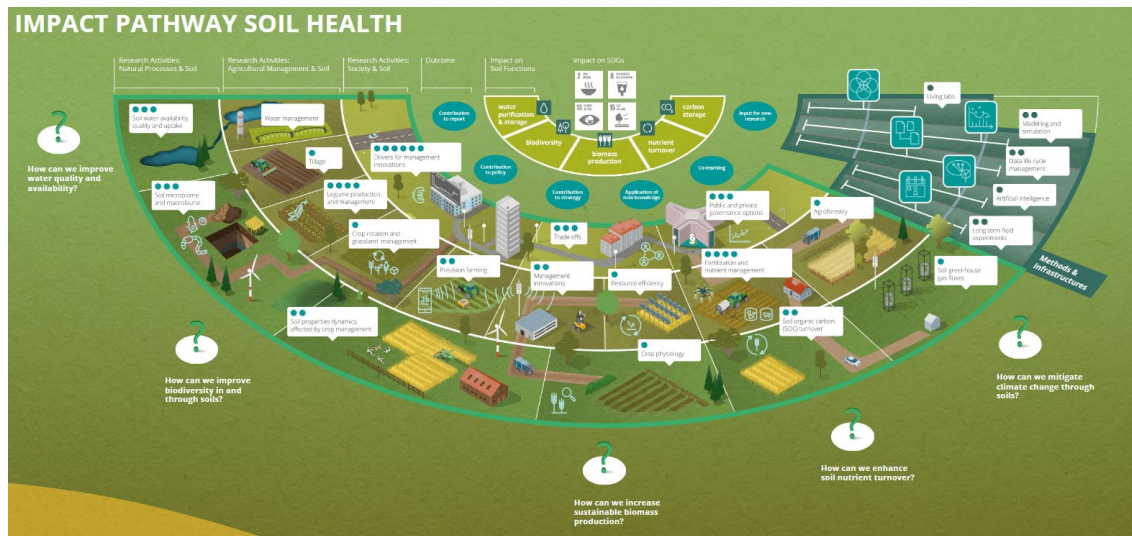 IMPACT PATHWAY SOIL HEALTH
Research Activities:
Natural Processes & Soil
Research Activities:
Agricultural Management & Soil
Research Activities:
Society & Soil
Outcome
Impact on
Soil Functions
Impact on SDGs
Soil water availability,
quality and uptake
Water management
Tillage
Drivers for management
innovations
Soil microbiome
and macrofauna
Legume production
and management
Crop rotation and
grassland management
Precision farming
Soil properties dynamics
affected by crop management
Trade offs
Management
innovations
Resource efficiency
Crop physiology
Public and private
governance options
Fertilisation and
nutrient management
Agroforestry
Soil organic carbon
(SOC) turnover
Soil greenhouse
gas fluxes
Contribution
to report
Contribution
to policy
Contribution
to strategy
Application of
new knowledge
Co-learning
Input for new
research
water
purification
& storage
biodiversity
biomass
production
nutrient
turnover
carbon
storage
2
6
15
Living labs
Modelling and
simulation
Data life cycle
management
Artificial intelligence
Long term field
experiments
Methods &
Infrastructures
How can we improve
water quality and
availability?
How can we improve
biodiversity in and
through soils?
How can we increase
sustainable biomass
production?
How can we enhance
soil nutrient turnover?
How can we mitigate
climate change through
soils?